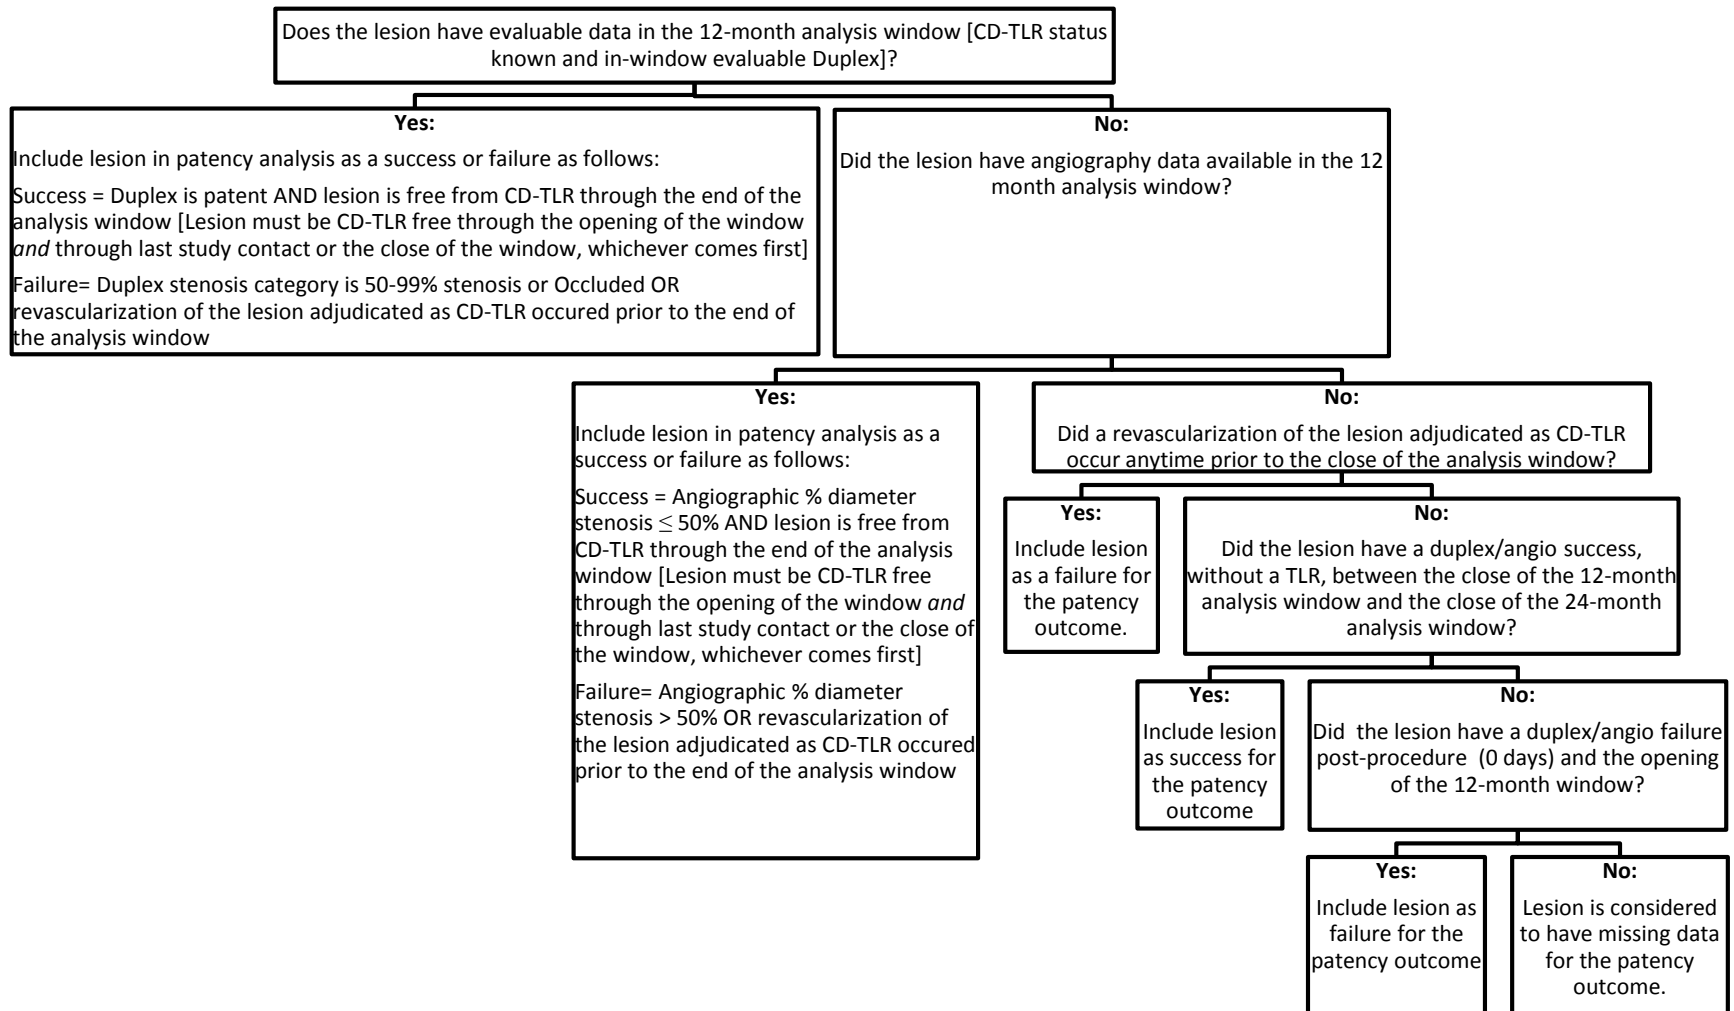 Does the lesion have evaluable data in the 12-month analysis window [CD-TLR status
known and in-window evaluable Duplex]?
Yes:
Include lesion in patency analysis as a success or failure as follows:
Success = Duplex is patent AND lesion is free from CD-TLR through the end of the
analysis window [Lesion must be CD-TLR free through the opening of the window
and through last study contact or the close of the window, whichever comes first]
Failure= Duplex stenosis category is 50-99% stenosis or Occluded OR
revascularization of the lesion adjudicated as CD-TLR occured prior to the end of
the analysis window
No:
Did the lesion have angiography data available in the 12
month analysis window?
Yes:
Include lesion in patency analysis as a
success or failure as follows:
Success = Angiographic % diameter
stenosis ≤ 50% AND lesion is free from
CD-TLR through the end of the analysis
window [Lesion must be CD-TLR free
through the opening of the window and
through last study contact or the close of
the window, whichever comes first]
Failure= Angiographic % diameter
stenosis > 50% OR revascularization of
the lesion adjudicated as CD-TLR occured
prior to the end of the analysis window
No:
Did a revascularization of the lesion adjudicated as CD-TLR
occur anytime prior to the close of the analysis window?
Yes:
Include lesion
as a failure for
the patency
outcome.
No:
Did the lesion have a duplex/angio success,
without a TLR, between the close of the 12-month
analysis window and the close of the 24-month
analysis window?
Yes:
Include lesion
as success for
the patency
outcome
No:
Did the lesion have a duplex/angio failure
post-procedure (0 days) and the opening
of the 12-month window?
Yes:
Include lesion as
failure for the
patency outcome
No:
Lesion is considered
to have missing data
for the patency
outcome.